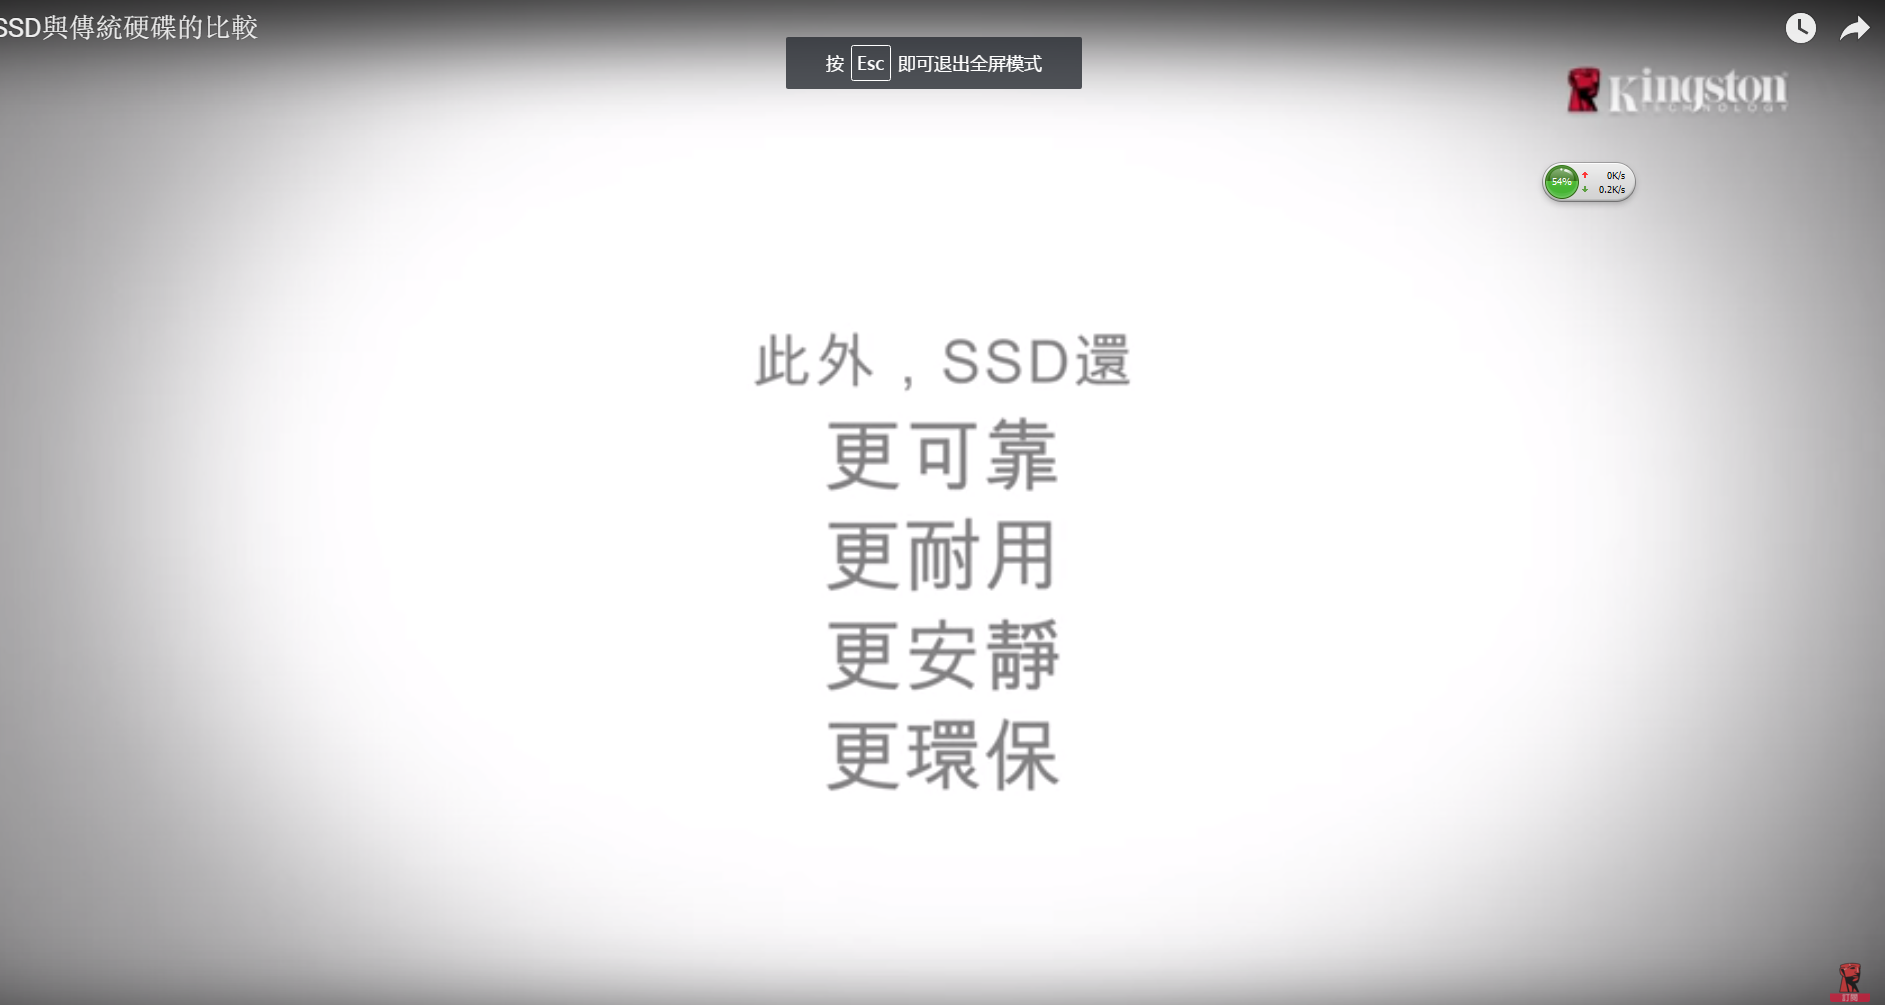 SSD與傳統硬碟的比較
按 Esc 即可退出全屏模式
Kingston
TECHNOLOGY
54%
0K/s
0.2K/s
此外，SSD還
更可靠
更耐用
更安靜
更環保
訂閱